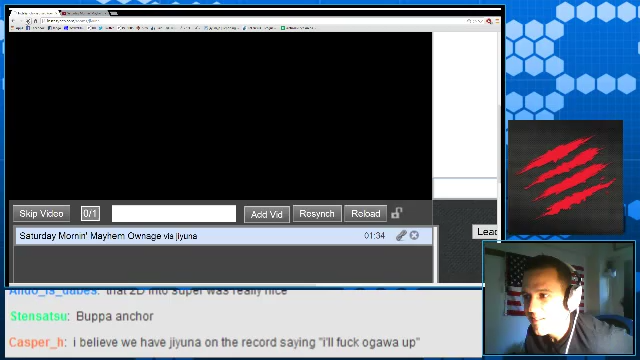 Skip Video 0/1 Add Vid Resynch Reload
Saturday Mornin' Mayhem Ownage via jiyuna 01:34
Lead
that 2D into super was really nice
Stensatsu: Buppa anchor
Casper_h: i believe we have jiyuna on the record saying "i'll fuck ogawa up"